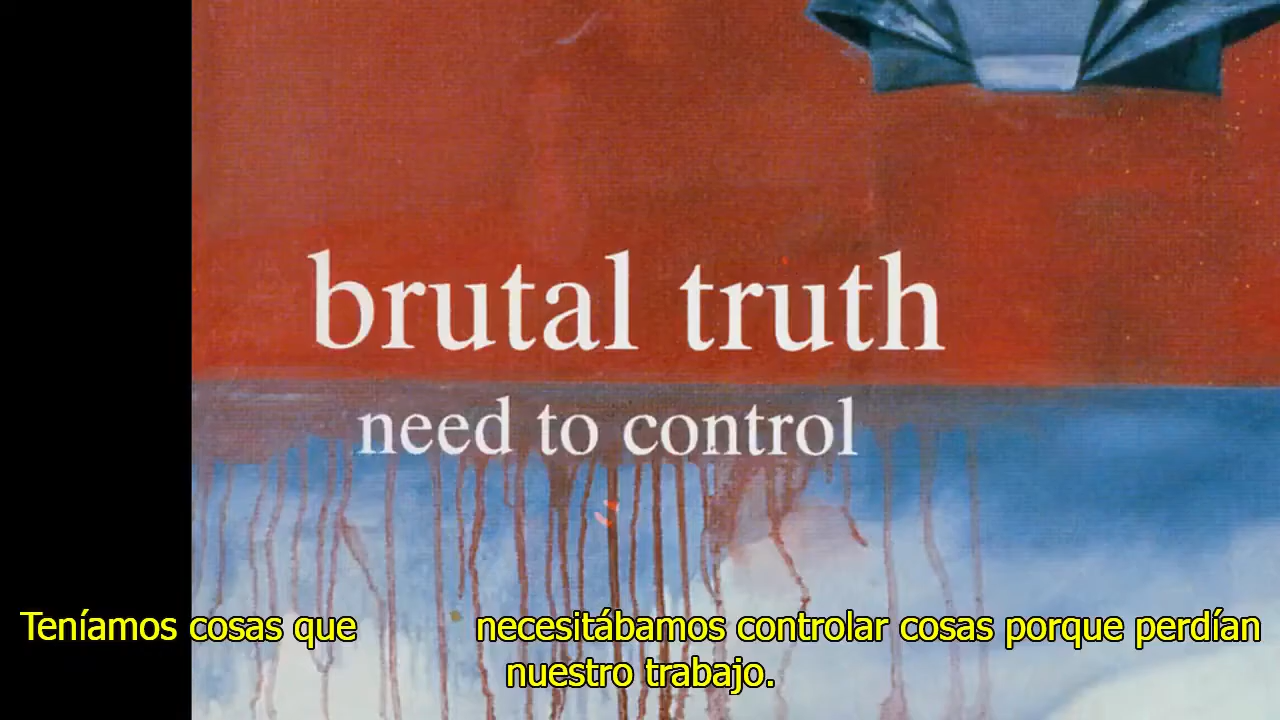 brutal truth
need to control
Teníamos cosas que necesitábamos controlar cosas porque perdían
nuestro trabajo.